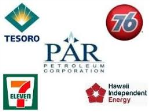 TESORO
76
PAR
PETROLEUM
CORPORATION
7
ELEVEN
Hawaii
Independent
Energy